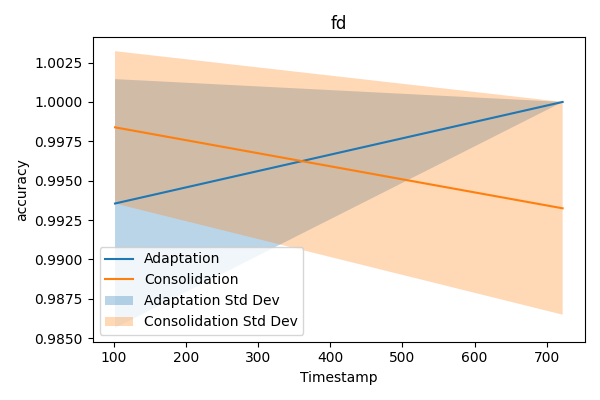 fd
1.0025
1.0000
0.9975
0.9950
0.9925
0.9900
0.9875
0.9850
accuracy
Adaptation
Consolidation
Adaptation Std Dev
Consolidation Std Dev
100 200 300 400 500 600 700
Timestamp